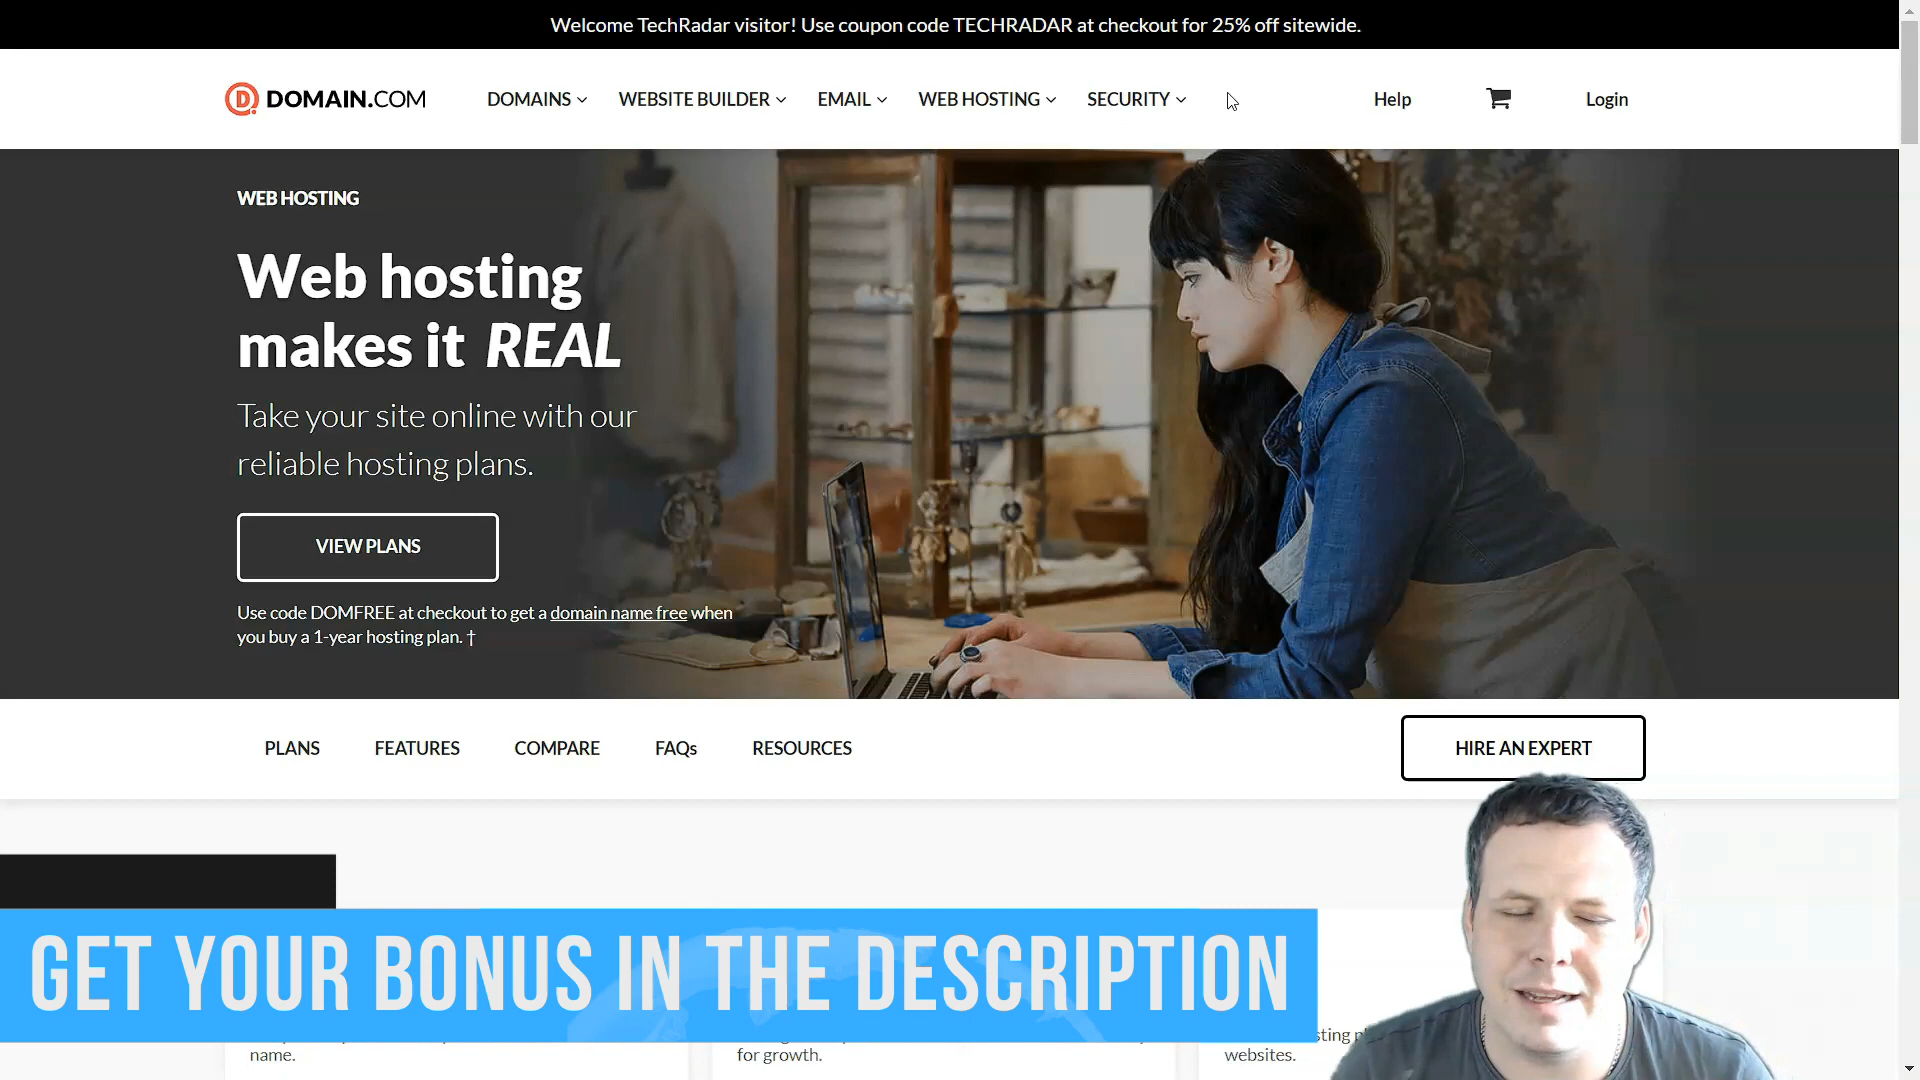 Welcome TechRadar visitor! Use coupon code TECHRADAR at checkout for 25% off sitewide.
D DOMAIN.COM DOMAINS WEBSITE BUILDER EMAIL WEB HOSTING SECURITY Help Login
WEB HOSTING
Web hosting
makes it REAL
Take your site online with our
reliable hosting plans.
VIEW PLANS
Use code DOMFREE at checkout to get a domain name free when
you buy a 1-year hosting plan. †
PLANS FEATURES COMPARE FAQs RESOURCES HIRE AN EXPERT
GET YOUR BONUS IN THE DESCRIPTION
name. for growth. websites.